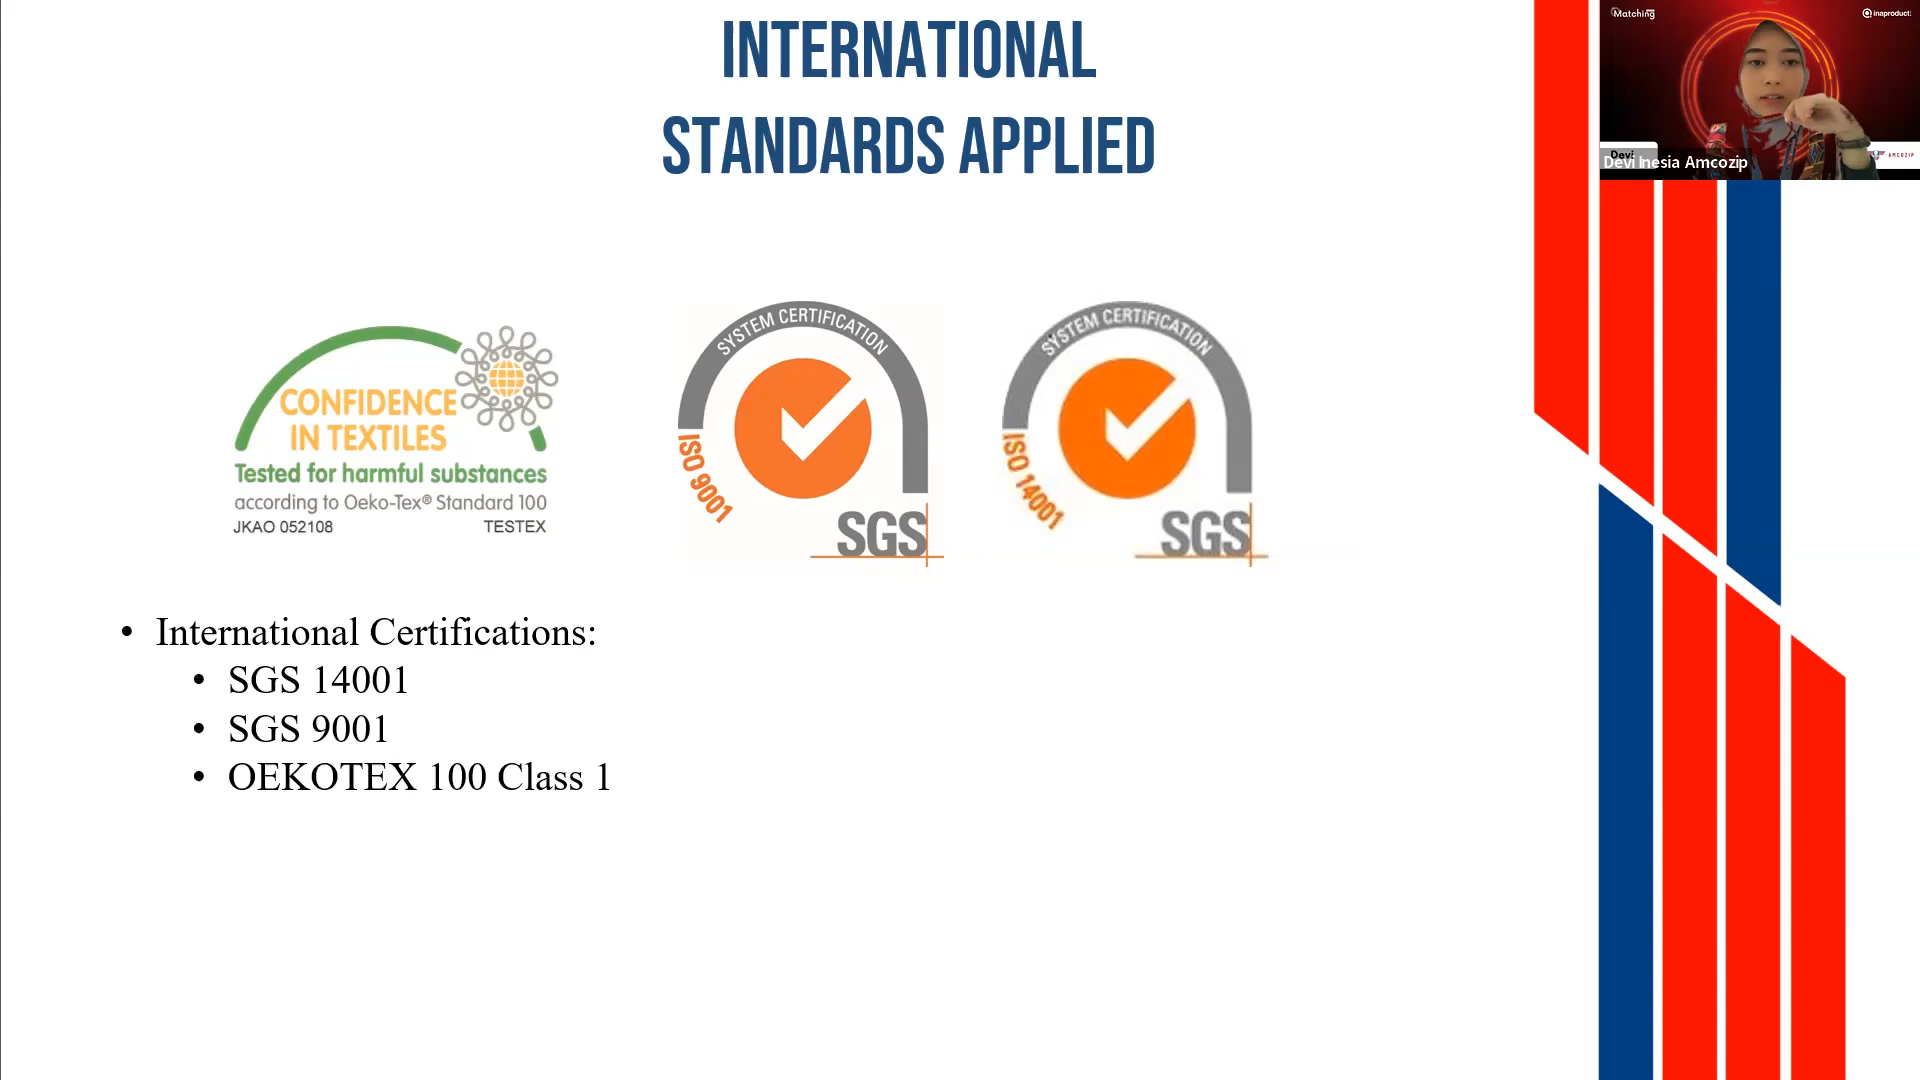 INTERNATIONAL
STANDARDS APPLIED
Matching
inaproduct
Devi
Devi Inesia Amcozip
AMCOZIP
CONFIDENCE
IN TEXTILES
Tested for harmful substances
according to Oeko-Tex® Standard 100
JKAO 052108 TESTEX
SYSTEM CERTIFICATION
ISO 9001
SGS
SYSTEM CERTIFICATION
ISO 14001
SGS
• International Certifications:
• SGS 14001
• SGS 9001
• OEKOTEX 100 Class 1